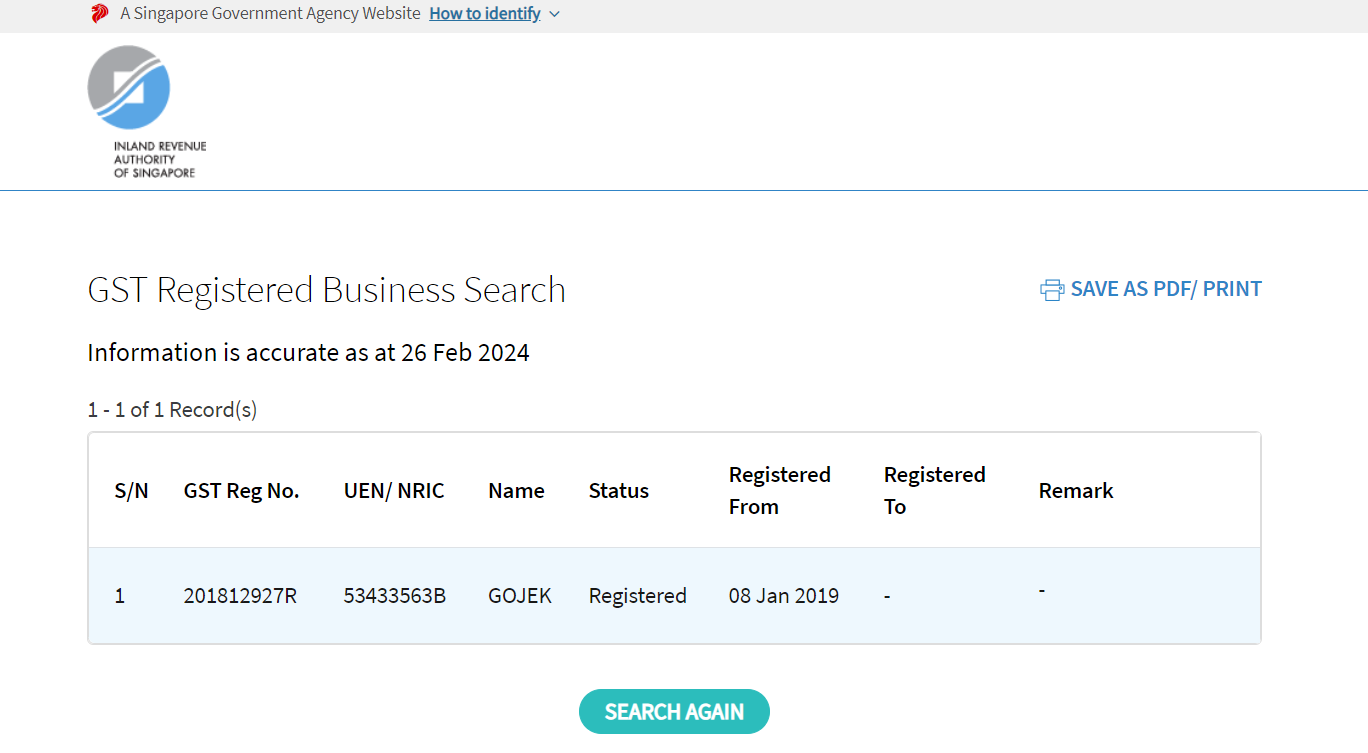 A Singapore Government Agency Website How to identify
INLAND REVENUE
AUTHORITY
OF SINGAPORE
GST Registered Business Search
SAVE AS PDF/ PRINT
Information is accurate as at 26 Feb 2024
1 - 1 of 1 Record(s)
S/N GST Reg No. UEN/ NRIC Name Status Registered From Registered To Remark
1 201812927R 53433563B GOJEK Registered 08 Jan 2019 - -
SEARCH AGAIN